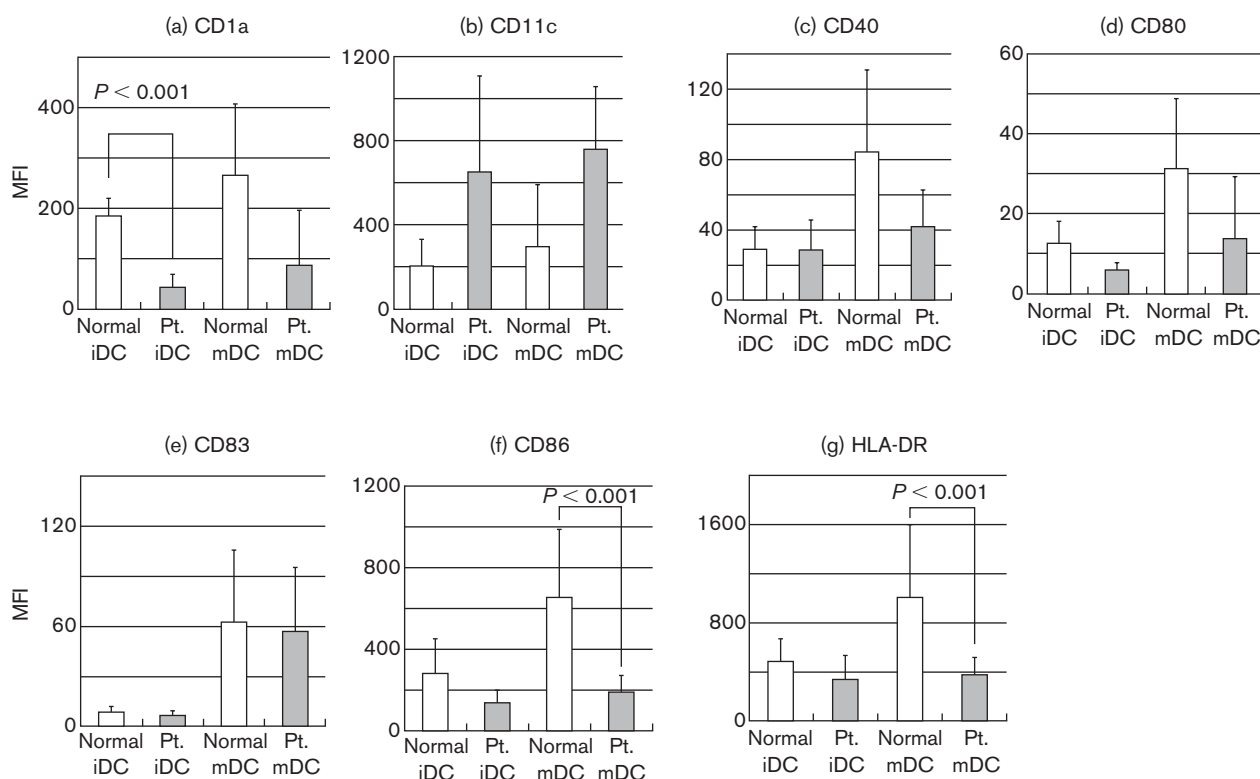 (a) CD1a
MFI
400
200
0
P < 0.001
Normal Pt. Normal Pt.
iDC iDC mDC mDC
(b) CD11c
1200
800
400
0
Normal Pt. Normal Pt.
iDC iDC mDC mDC
(c) CD40
120
80
40
0
Normal Pt. Normal Pt.
iDC iDC mDC mDC
(d) CD80
60
40
20
0
Normal Pt. Normal Pt.
iDC iDC mDC mDC
(e) CD83
MFI
120
60
0
Normal Pt. Normal Pt.
iDC iDC mDC mDC
(f) CD86
1200
800
400
0
P < 0.001
Normal Pt. Normal Pt.
iDC iDC mDC mDC
(g) HLA-DR
1600
800
0
P < 0.001
Normal Pt. Normal Pt.
iDC iDC mDC mDC